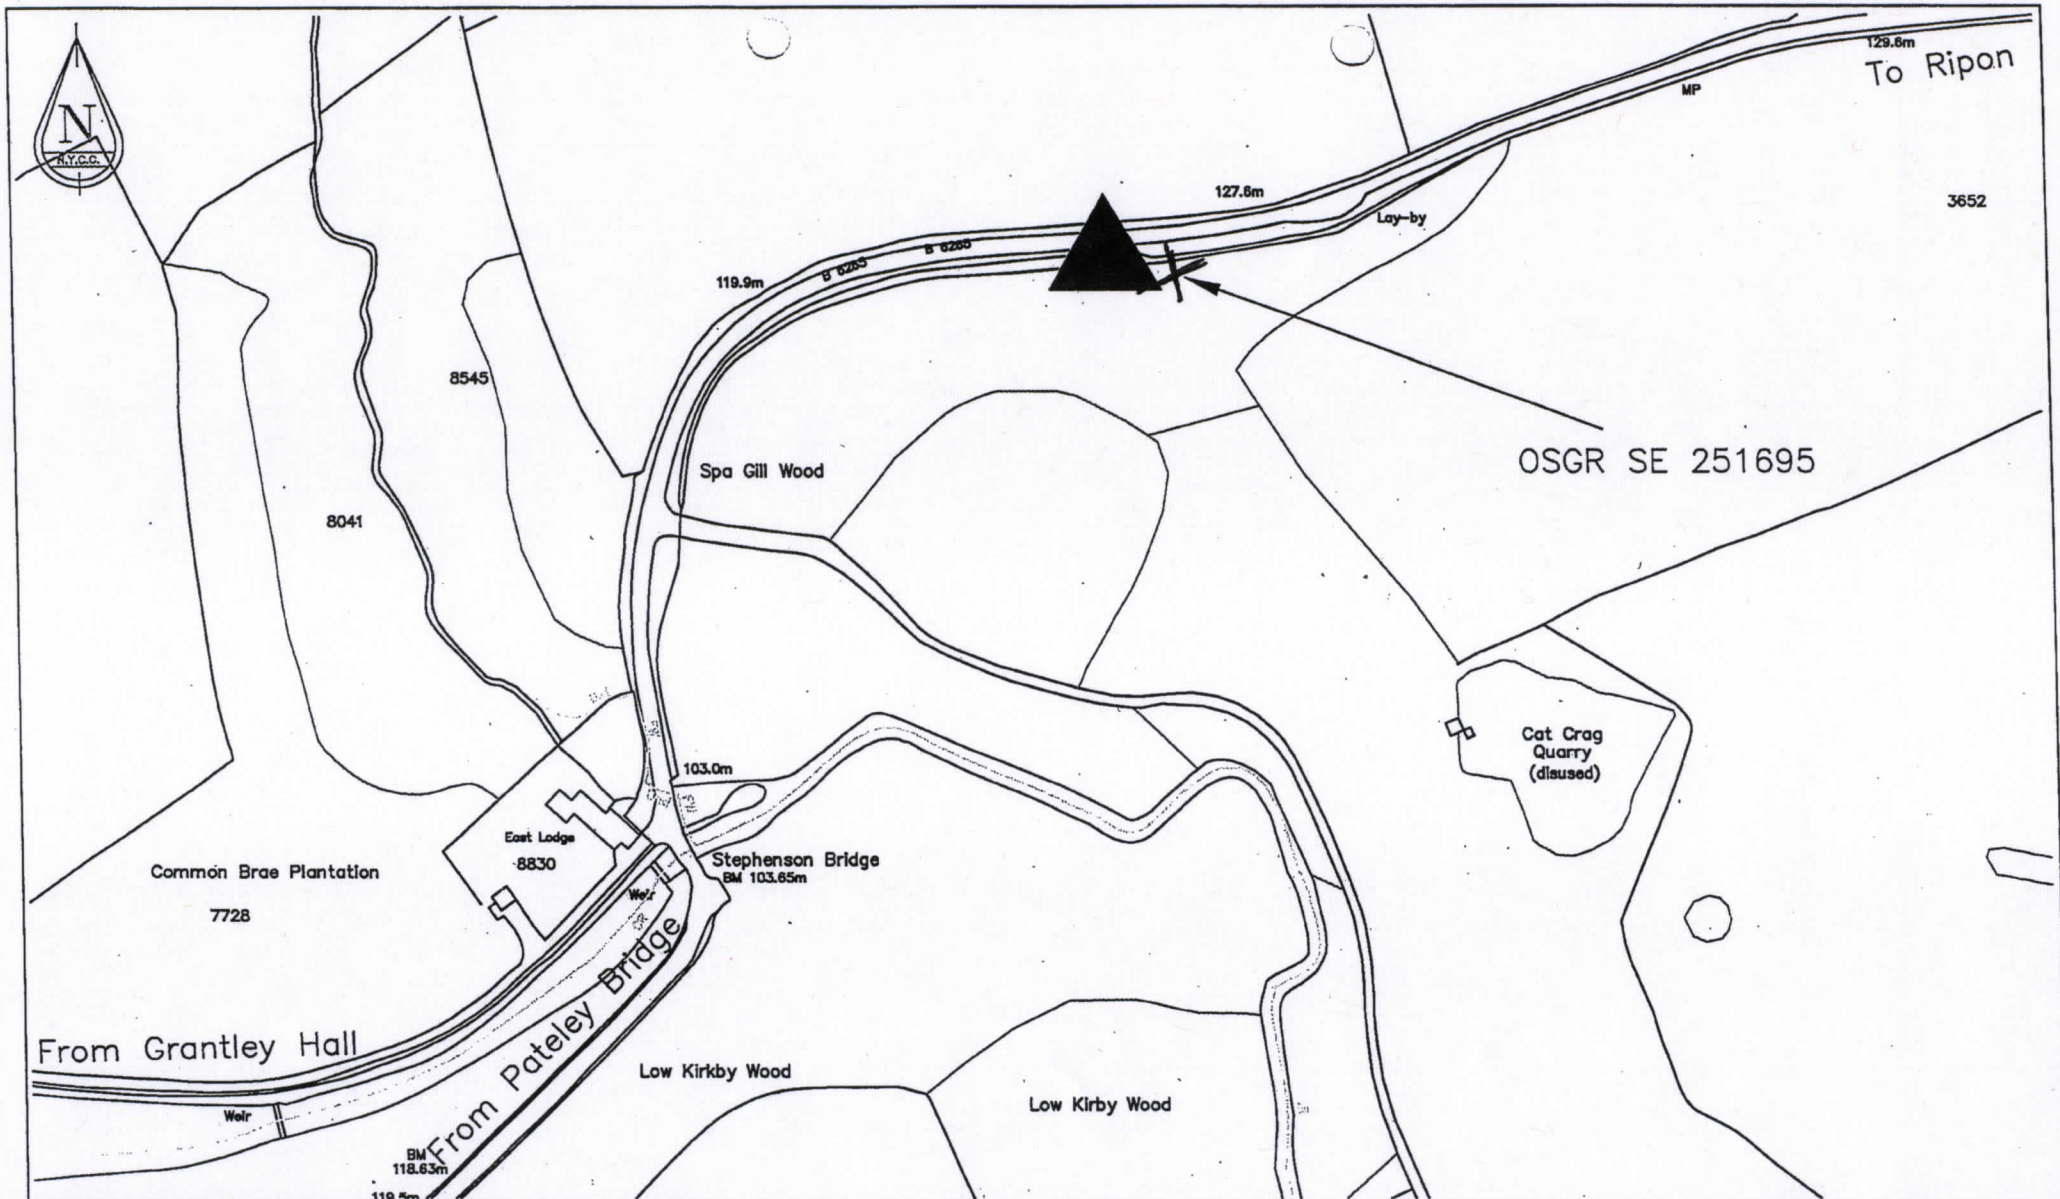 129.6m
To Ripon
MP
N
N.Y.C.C.
127.6m
3652
Lay-by
B 6265
B 6265
119.9m
8545
Spa Gill Wood
OSGR SE 251695
8041
Cat Crag
Quarry
(disused)
103.0m
East Lodge
8830
Stephenson Bridge
BM 103.65m
Common Brae Plantation
7728
Weir
From Pateley Bridge
From Grantley Hall
Low Kirkby Wood
Low Kirby Wood
Weir
BM
118.63m
119.5m